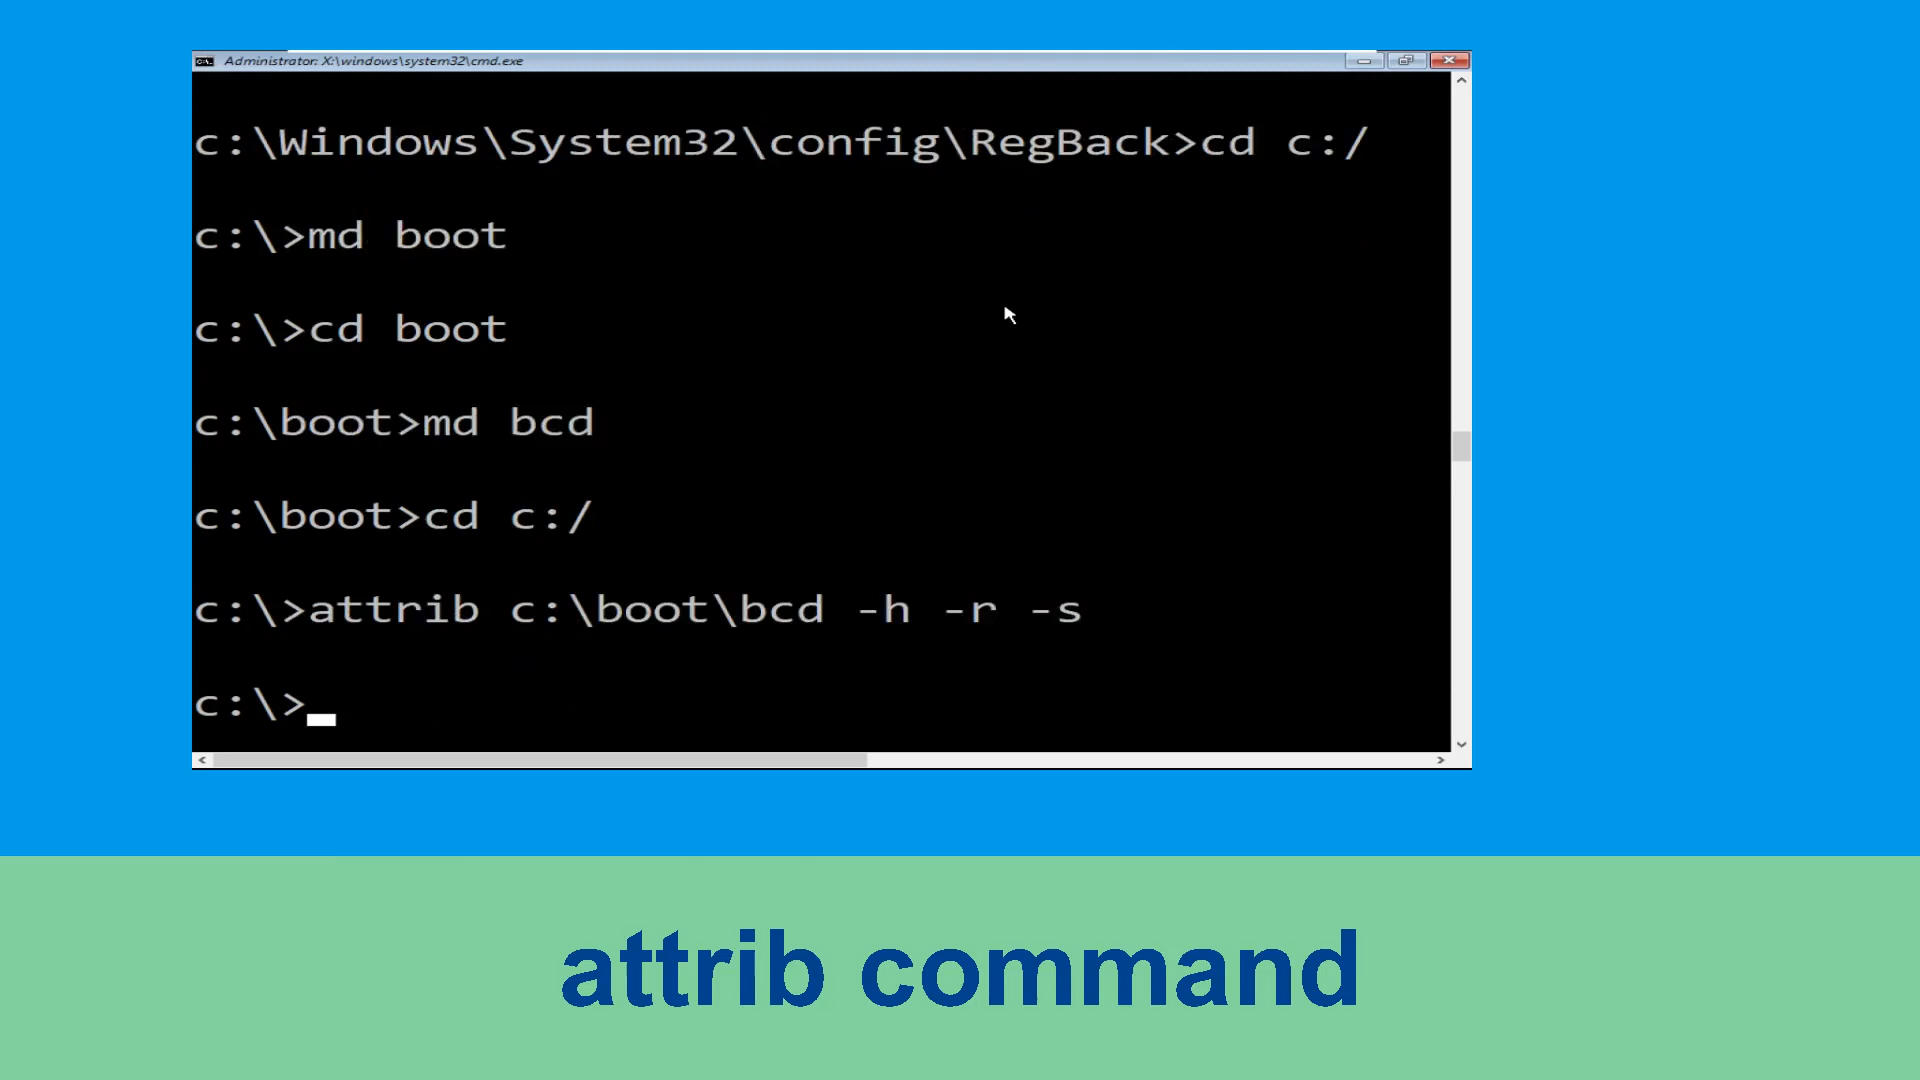 Administrator: X:\windows\system32\cmd.exe
c:\Windows\System32\config\RegBack>cd c:/
c:\>md boot
c:\>cd boot
c:\boot>md bcd
c:\boot>cd c:/
c:\>attrib c:\boot\bcd -h -r -s
c:\>
attrib command